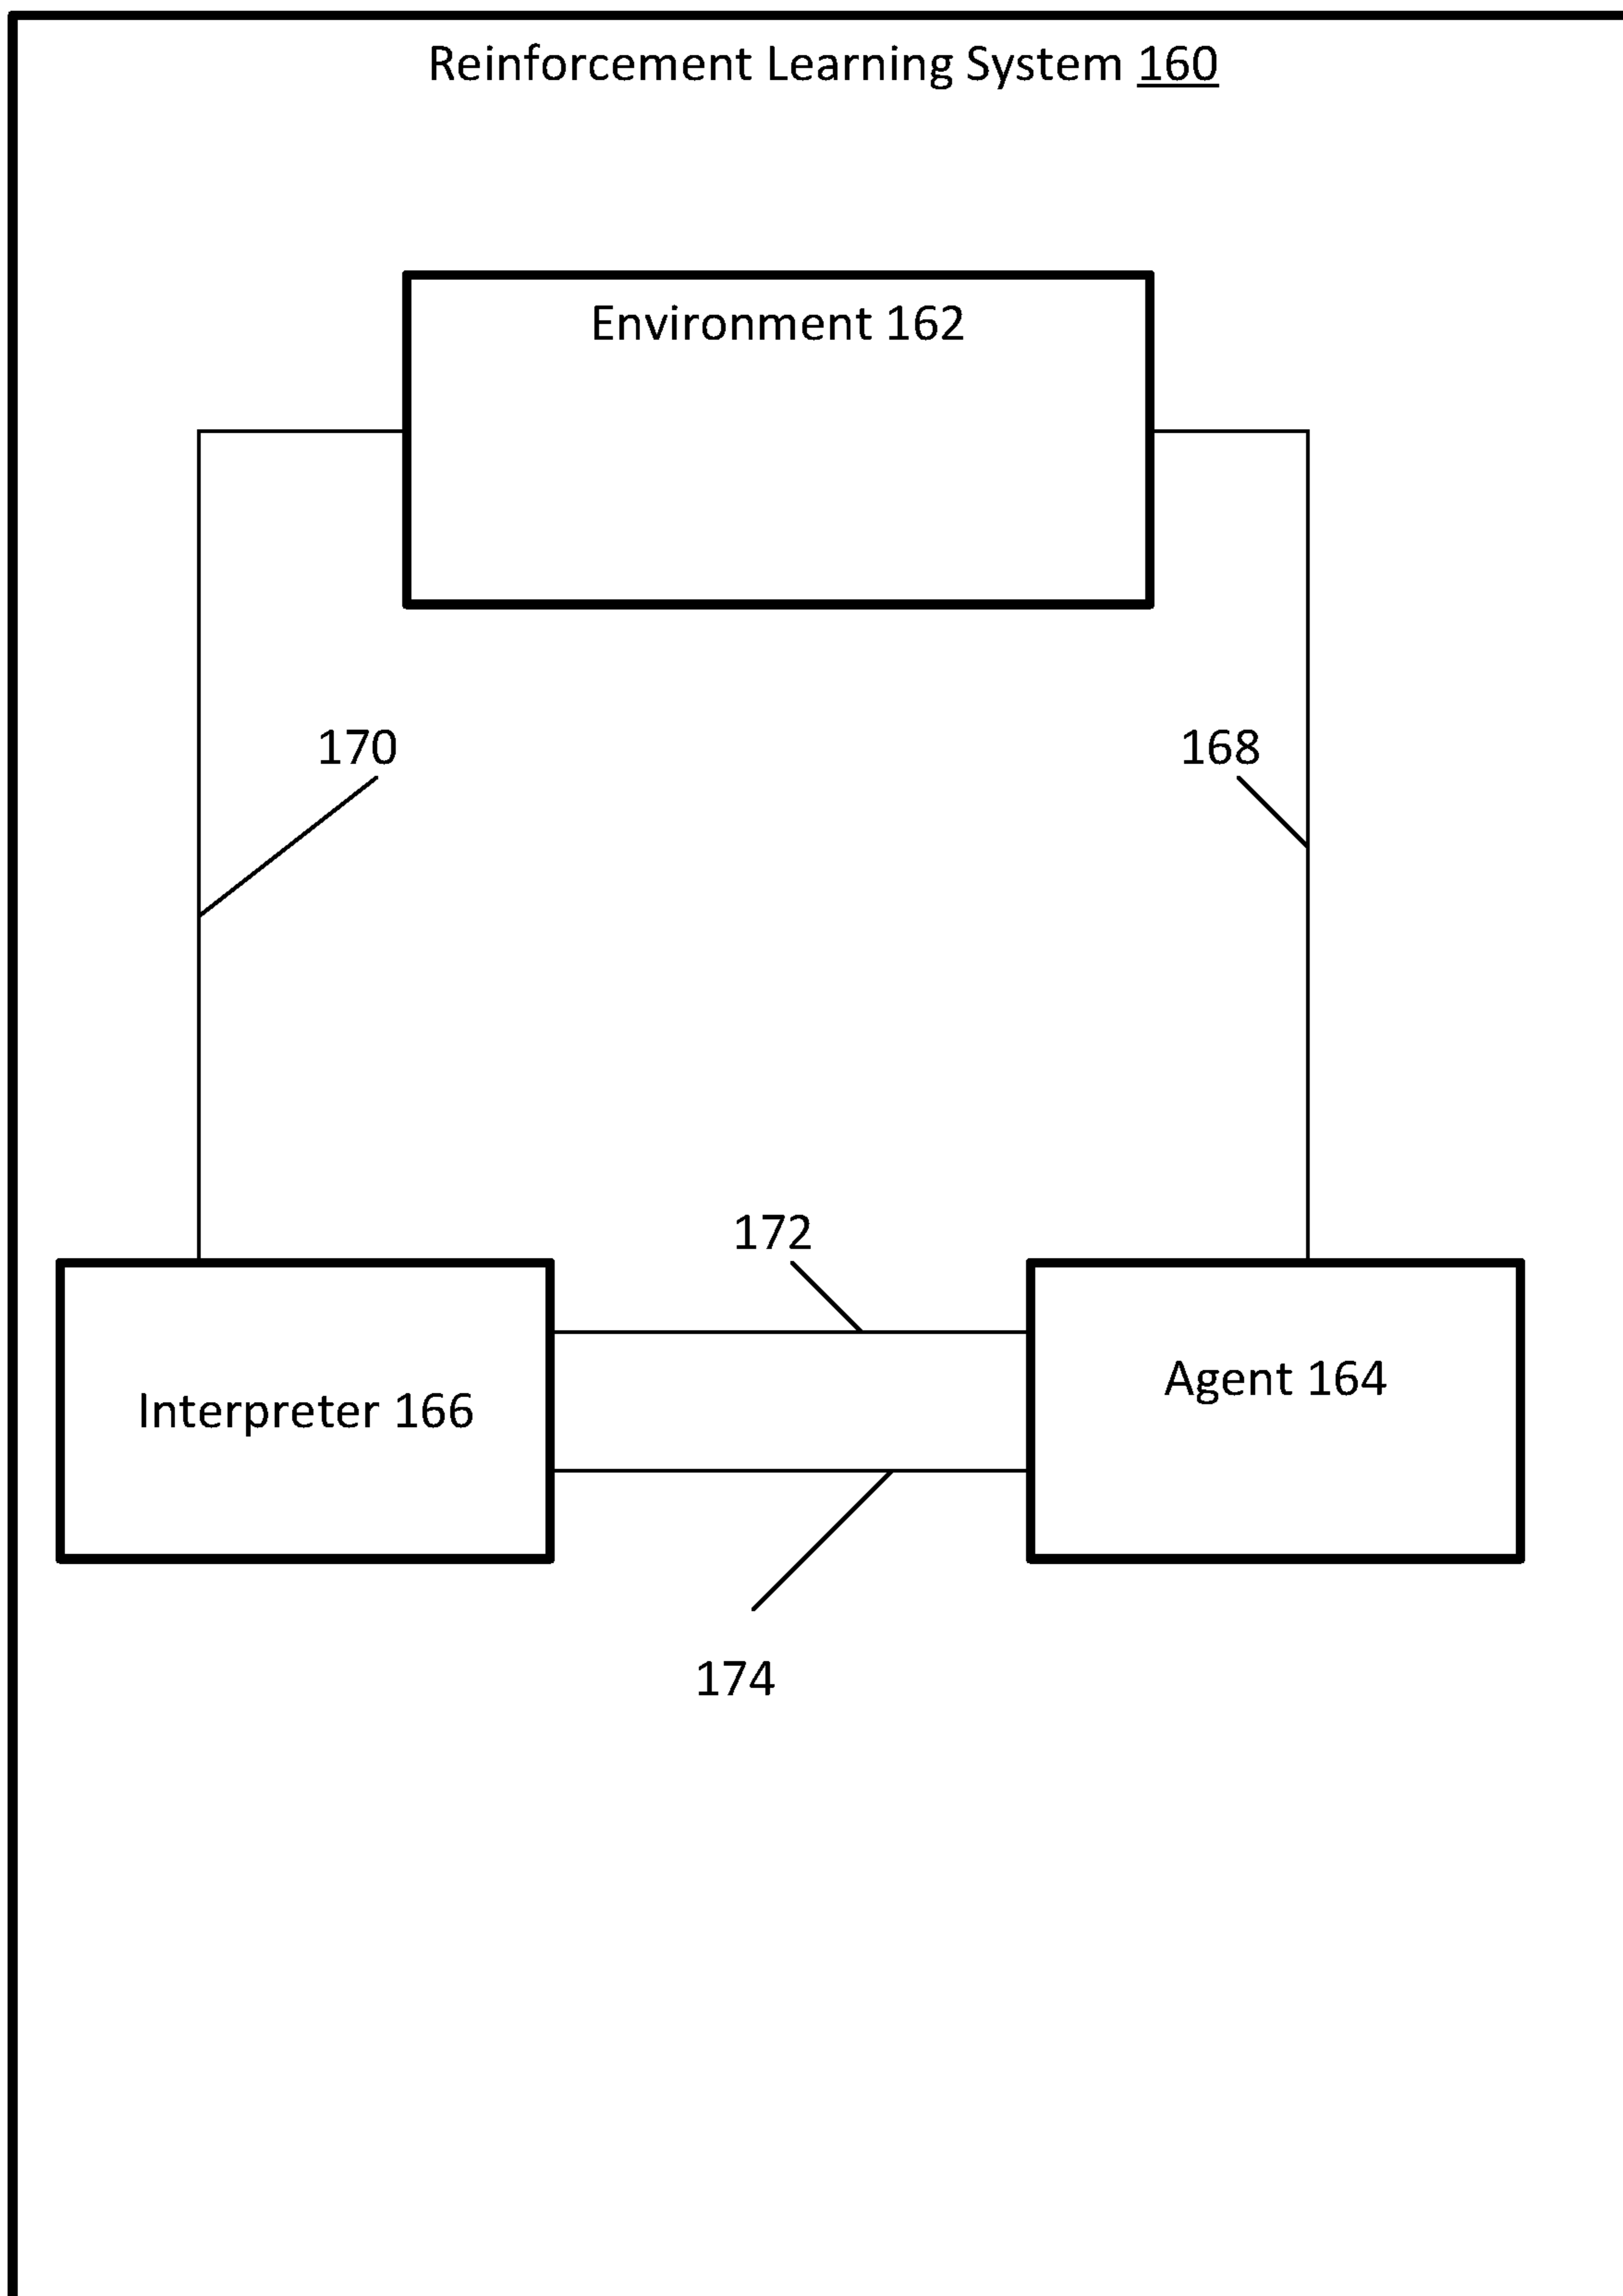 Reinforcement Learning System 160
Environment 162
170
168
172
Agent 164
Interpreter 166
174